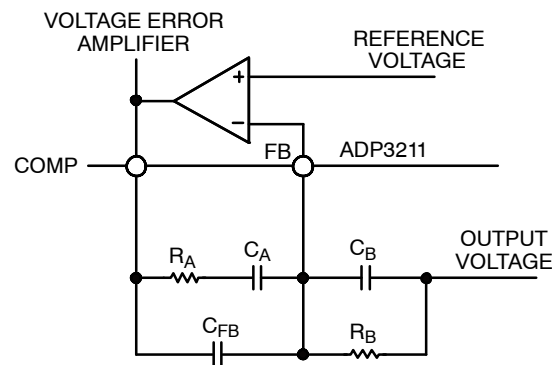 VOLTAGE ERROR
AMPLIFIER
REFERENCE
VOLTAGE
+
−
COMP
FB
ADP3211
RA
CA
CB
OUTPUT
VOLTAGE
CFB
RB